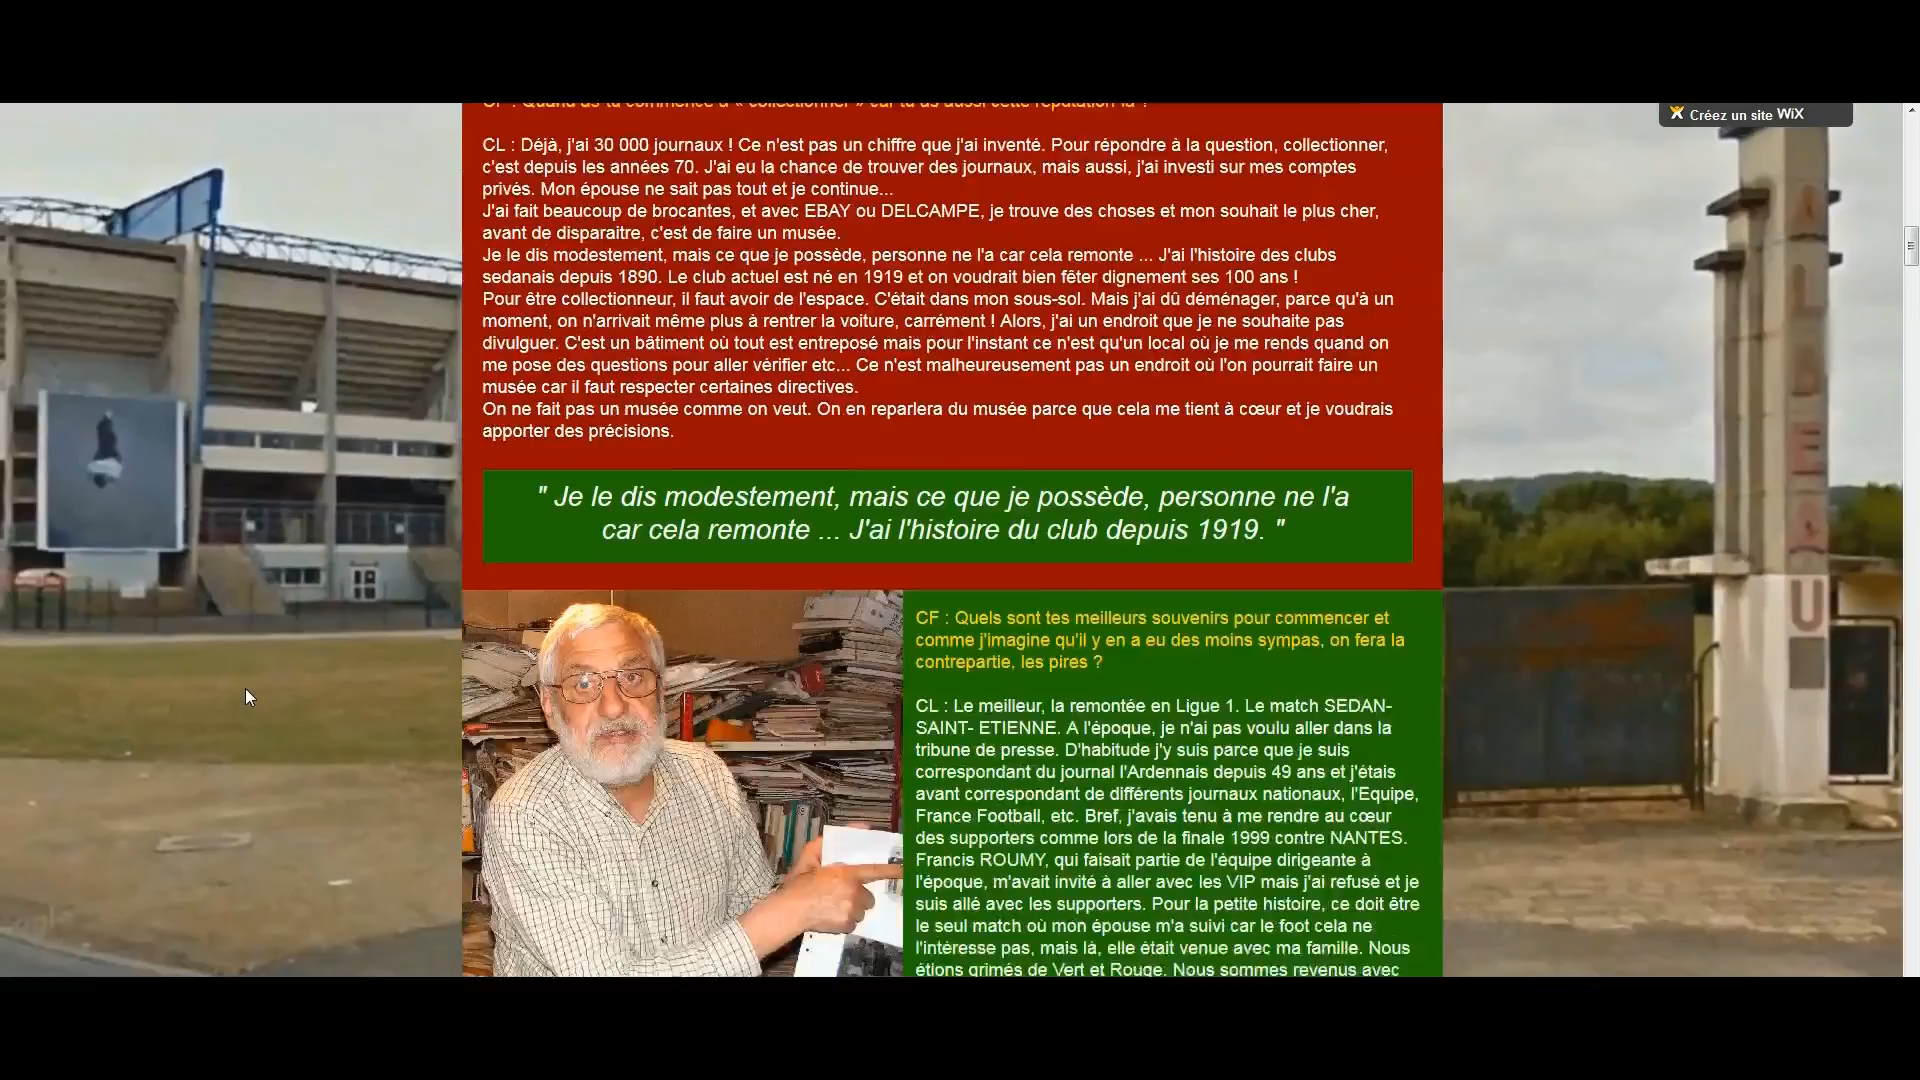 CF : Quand as-tu commencé à « collectionner » car tu as aussi cette réputation-là ?
Créez un site WiX
CL : Déjà, j'ai 30 000 journaux ! Ce n'est pas un chiffre que j'ai inventé. Pour répondre à la question, collectionner,
c'est depuis les années 70. J'ai eu la chance de trouver des journaux, mais aussi, j'ai investi sur mes comptes
privés. Mon épouse ne sait pas tout et je continue...
J'ai fait beaucoup de brocantes, et avec EBAY ou DELCAMPE, je trouve des choses et mon souhait le plus cher,
avant de disparaitre, c'est de faire un musée.
Je le dis modestement, mais ce que je possède, personne ne l'a car cela remonte ... J'ai l'histoire des clubs
sedanais depuis 1890. Le club actuel est né en 1919 et on voudrait bien fêter dignement ses 100 ans !
Pour être collectionneur, il faut avoir de l'espace. C'était dans mon sous-sol. Mais j'ai dû déménager, parce qu'à un
moment, on n'arrivait même plus à rentrer la voiture, carrément ! Alors, j'ai un endroit que je ne souhaite pas
divulguer. C'est un bâtiment où tout est entreposé mais pour l'instant ce n'est qu'un local où je me rends quand on
me pose des questions pour aller vérifier etc... Ce n'est malheureusement pas un endroit où l'on pourrait faire un
musée car il faut respecter certaines directives.
On ne fait pas un musée comme on veut. On en reparlera du musée parce que cela me tient à cœur et je voudrais
apporter des précisions.
" Je le dis modestement, mais ce que je possède, personne ne l'a
car cela remonte ... J'ai l'histoire du club depuis 1919. "
CF : Quels sont tes meilleurs souvenirs pour commencer et
comme j'imagine qu'il y en a eu des moins sympas, on fera la
contrepartie, les pires ?
CL : Le meilleur, la remontée en Ligue 1. Le match SEDAN-
SAINT- ETIENNE. A l'époque, je n'ai pas voulu aller dans la
tribune de presse. D'habitude j'y suis parce que je suis
correspondant du journal l'Ardennais depuis 49 ans et j'étais
avant correspondant de différents journaux nationaux, l'Equipe,
France Football, etc. Bref, j'avais tenu à me rendre au cœur
des supporters comme lors de la finale 1999 contre NANTES.
Francis ROUMY, qui faisait partie de l'équipe dirigeante à
l'époque, m'avait invité à aller avec les VIP mais j'ai refusé et je
suis allé avec les supporters. Pour la petite histoire, ce doit être
le seul match où mon épouse m'a suivi car le foot cela ne
l'intéresse pas, mais là, elle était venue avec ma famille. Nous
étions grimés de Vert et Rouge. Nous sommes revenus avec